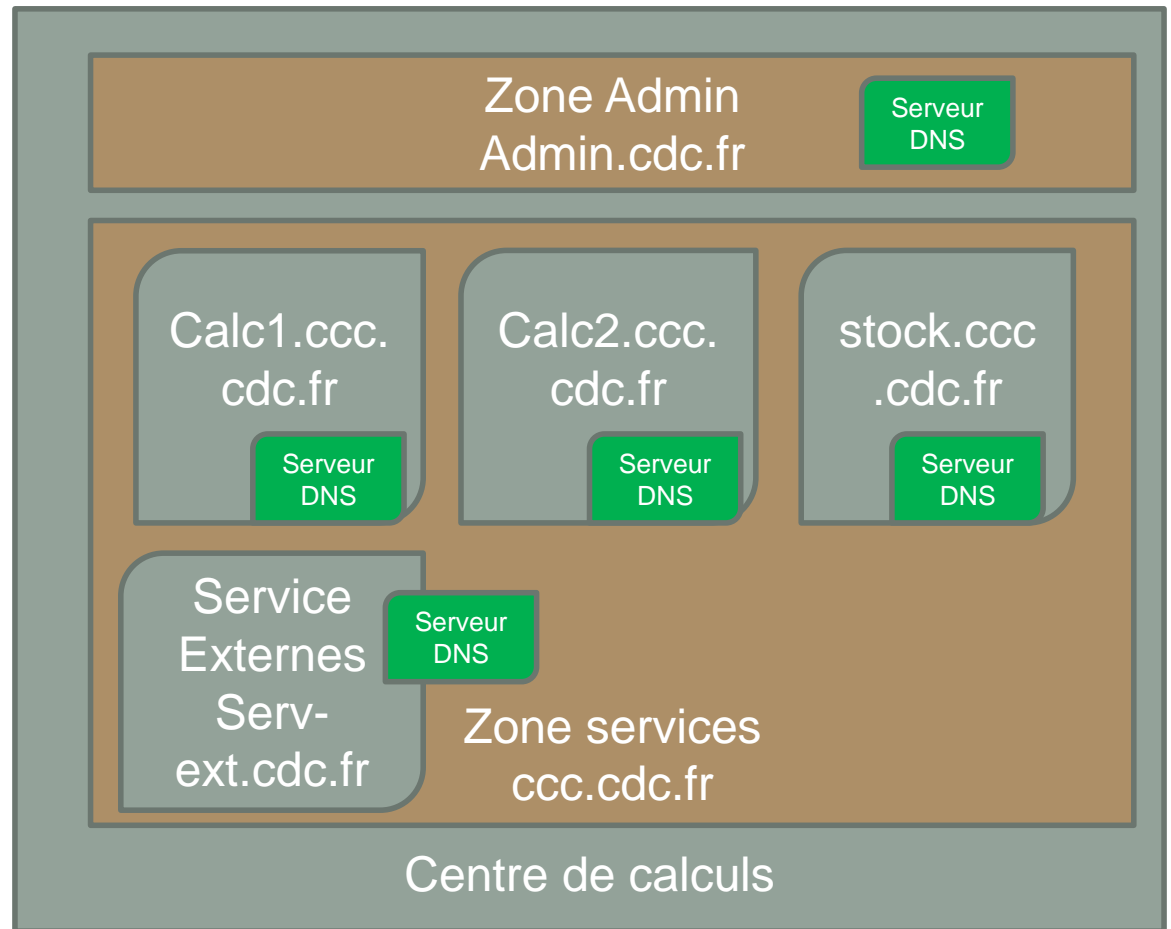 Zone Admin
Admin.cdc.fr
Serveur
DNS
Calc1.ccc.
cdc.fr
Serveur
DNS
Calc2.ccc.
cdc.fr
Serveur
DNS
stock.ccc
.cdc.fr
Serveur
DNS
Service
Externes
Serv-
ext.cdc.fr
Serveur
DNS
Zone services
ccc.cdc.fr
Centre de calculs